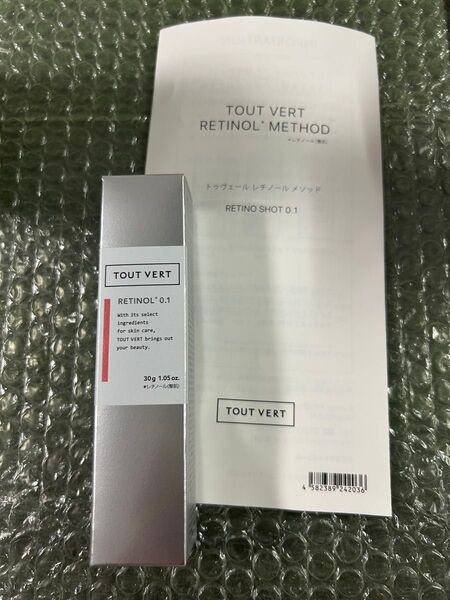 TOUT VERT
RETINOL* METHOD
*レチノール(整肌)
トゥヴェール レチノール メソッド
RETINO SHOT 0.1
TOUT VERT
4 582389 242036
TOUT VERT
RETINOL* 0.1
With its select
ingredients
for skin care,
TOUT VERT brings out
your beauty.
30g 1.05oz.
*レチノール(整肌)